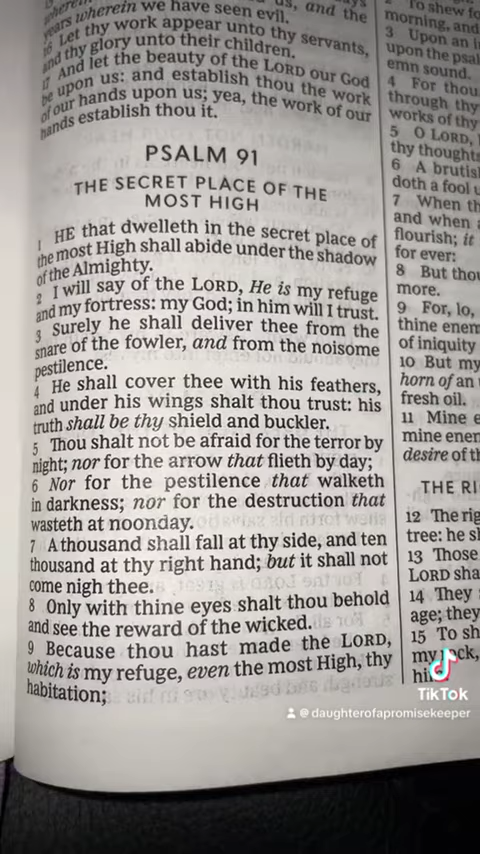 wherein
us, and the
years wherein we have seen evil.
16 Let thy work appear unto thy servants,
and thy glory unto their children.
17 And let the beauty of the LORD our God
be upon us: and establish thou the work
of our hands upon us; yea, the work of our
hands establish thou it.
PSALM 91
THE SECRET PLACE OF THE
MOST HIGH
1 HE that dwelleth in the secret place of
the most High shall abide under the shadow
of the Almighty.
2 I will say of the LORD, He is my refuge
and my fortress: my God; in him will I trust.
3 Surely he shall deliver thee from the
snare of the fowler, and from the noisome
pestilence.
4 He shall cover thee with his feathers,
and under his wings shalt thou trust: his
truth shall be thy shield and buckler.
5 Thou shalt not be afraid for the terror by
night; nor for the arrow that flieth by day;
6 Nor for the pestilence that walketh
in darkness; nor for the destruction that
wasteth at noonday.
7 A thousand shall fall at thy side, and ten
thousand at thy right hand; but it shall not
come nigh thee.
8 Only with thine eyes shalt thou behold
and see the reward of the wicked.
9 Because thou hast made the LORD,
which is my refuge, even the most High, thy
habitation;
2 To shew
morning, and
3 Upon an
upon the
emn sound.
4 For thou
through thy
works of thy
5 O LORD,
thy thoughts
6 A brutish
doth a fool
7 When th
and when
flourish; it
for ever:
8 But thou
more.
9 For, lo,
thine enem
of iniquity
10 But my
horn of an
fresh oil.
11 Mine e
mine enem
desire of th
THE RI
12 The rig
tree: he sh
13 Those
LORD sha
14 They
age; they
15 To sh
my
TikTok
@daughterofapromisekeeper